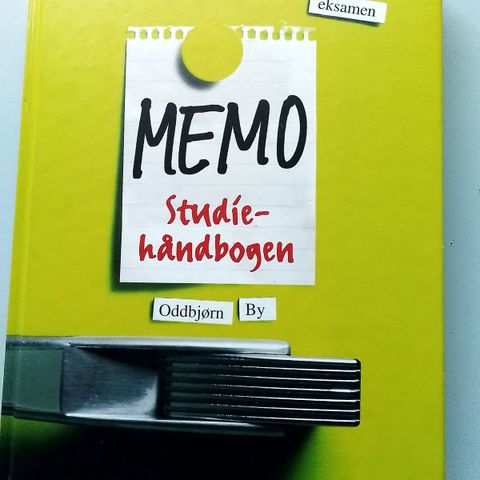 eksamen
MEMO
Studie-
håndbogen
Oddbjørn By